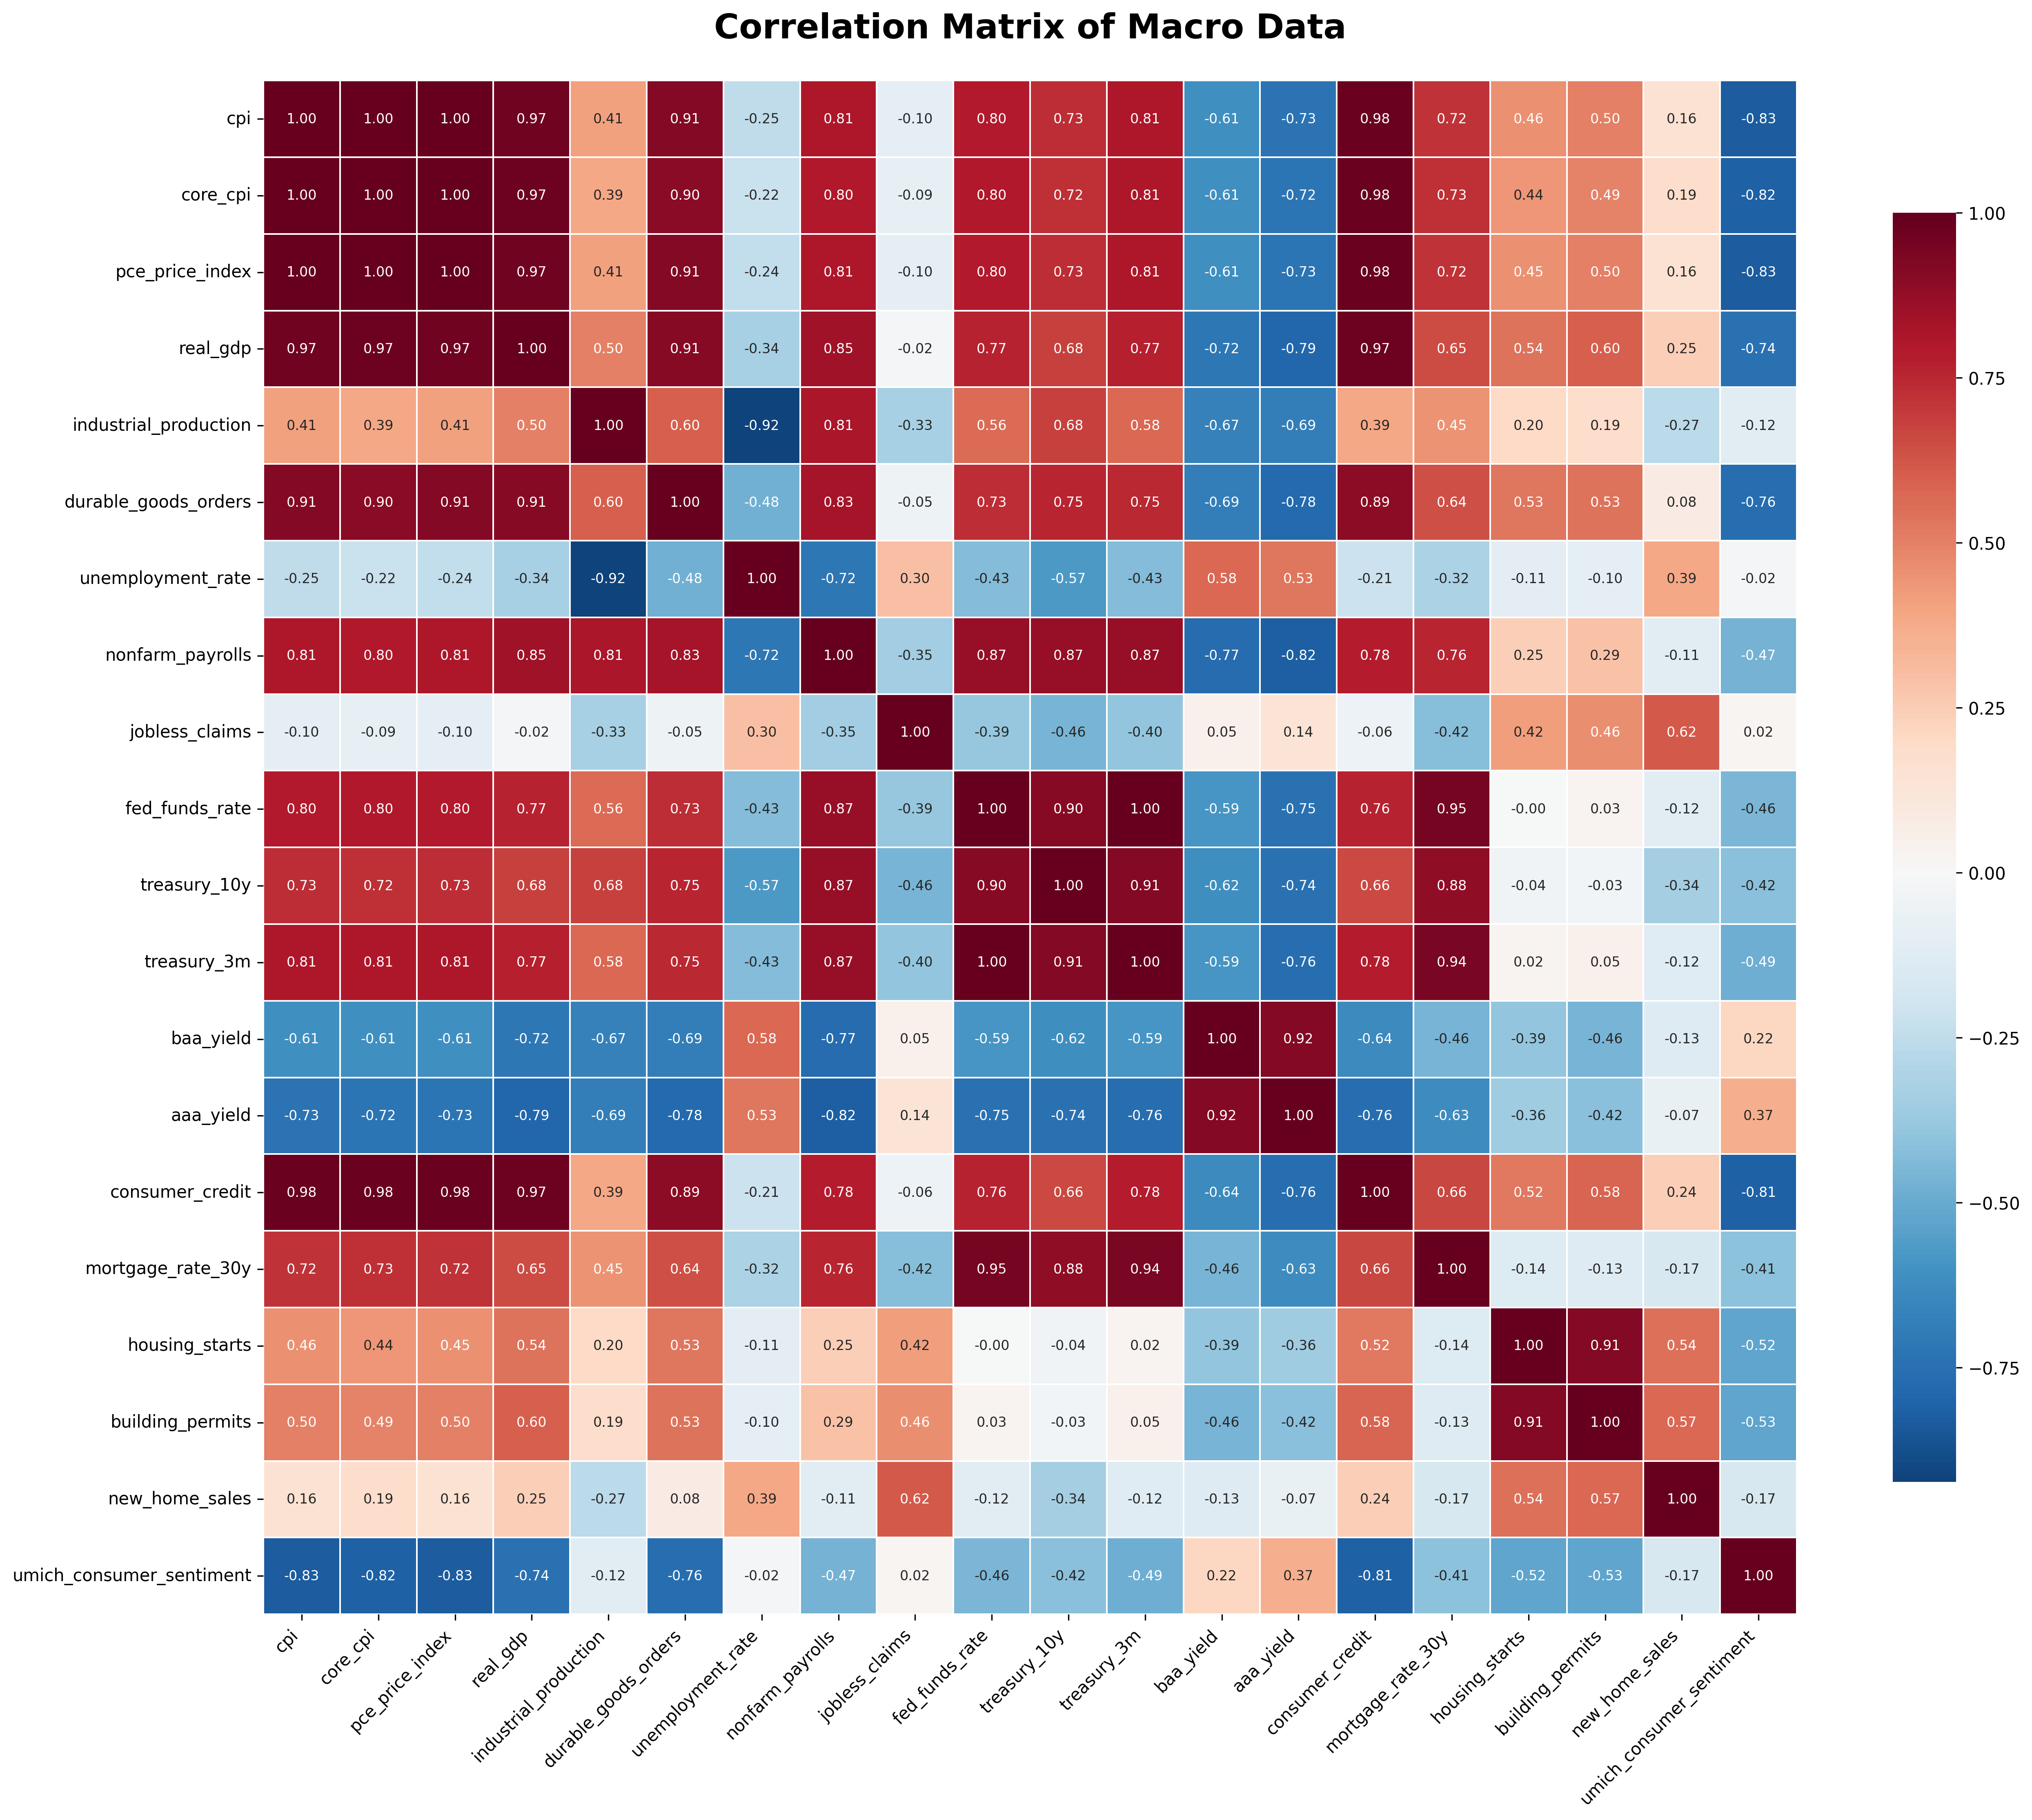 Correlation Matrix of Macro Data
cpi 1.00 1.00 1.00 0.97 0.41 0.91 -0.25 0.81 -0.10 0.80 0.73 0.81 -0.61 -0.73 0.98 0.72 0.46 0.50 0.16 -0.83
core_cpi 1.00 1.00 1.00 0.97 0.39 0.90 -0.22 0.80 -0.09 0.80 0.72 0.81 -0.61 -0.72 0.98 0.73 0.44 0.49 0.19 -0.82
pce_price_index 1.00 1.00 1.00 0.97 0.41 0.91 -0.24 0.81 -0.10 0.80 0.73 0.81 -0.61 -0.73 0.98 0.72 0.45 0.50 0.16 -0.83
real_gdp 0.97 0.97 0.97 1.00 0.50 0.91 -0.34 0.85 -0.02 0.77 0.68 0.77 -0.72 -0.79 0.97 0.65 0.54 0.60 0.25 -0.74
industrial_production 0.41 0.39 0.41 0.50 1.00 0.60 -0.92 0.81 -0.33 0.56 0.68 0.58 -0.67 -0.69 0.39 0.45 0.20 0.19 -0.27 -0.12
durable_goods_orders 0.91 0.90 0.91 0.91 0.60 1.00 -0.48 0.83 -0.05 0.73 0.75 0.75 -0.69 -0.78 0.89 0.64 0.53 0.53 0.08 -0.76
unemployment_rate -0.25 -0.22 -0.24 -0.34 -0.92 -0.48 1.00 -0.72 0.30 -0.43 -0.57 -0.43 0.58 0.53 -0.21 -0.32 -0.11 -0.10 0.39 -0.02
nonfarm_payrolls 0.81 0.80 0.81 0.85 0.81 0.83 -0.72 1.00 -0.35 0.87 0.87 0.87 -0.77 -0.82 0.78 0.76 0.25 0.29 -0.11 -0.47
jobless_claims -0.10 -0.09 -0.10 -0.02 -0.33 -0.05 0.30 -0.35 1.00 -0.39 -0.46 -0.40 0.05 0.14 -0.06 -0.42 0.42 0.46 0.62 0.02
fed_funds_rate 0.80 0.80 0.80 0.77 0.56 0.73 -0.43 0.87 -0.39 1.00 0.90 1.00 -0.59 -0.75 0.76 0.95 -0.00 0.03 -0.12 -0.46
treasury_10y 0.73 0.72 0.73 0.68 0.68 0.75 -0.57 0.87 -0.46 0.90 1.00 0.91 -0.62 -0.74 0.66 0.88 -0.04 -0.03 -0.34 -0.42
treasury_3m 0.81 0.81 0.81 0.77 0.58 0.75 -0.43 0.87 -0.40 1.00 0.91 1.00 -0.59 -0.76 0.78 0.94 0.02 0.05 -0.12 -0.49
baa_yield -0.61 -0.61 -0.61 -0.72 -0.67 -0.69 0.58 -0.77 0.05 -0.59 -0.62 -0.59 1.00 0.92 -0.64 -0.46 -0.39 -0.46 -0.13 0.22
aaa_yield -0.73 -0.72 -0.73 -0.79 -0.69 -0.78 0.53 -0.82 0.14 -0.75 -0.74 -0.76 0.92 1.00 -0.76 -0.63 -0.36 -0.42 -0.07 0.37
consumer_credit 0.98 0.98 0.98 0.97 0.39 0.89 -0.21 0.78 -0.06 0.76 0.66 0.78 -0.64 -0.76 1.00 0.66 0.52 0.58 0.24 -0.81
mortgage_rate_30y 0.72 0.73 0.72 0.65 0.45 0.64 -0.32 0.76 -0.42 0.95 0.88 0.94 -0.46 -0.63 0.66 1.00 -0.14 -0.13 -0.17 -0.41
housing_starts 0.46 0.44 0.45 0.54 0.20 0.53 -0.11 0.25 0.42 -0.00 -0.04 0.02 -0.39 -0.36 0.52 -0.14 1.00 0.91 0.54 -0.52
building_permits 0.50 0.49 0.50 0.60 0.19 0.53 -0.10 0.29 0.46 0.03 -0.03 0.05 -0.46 -0.42 0.58 -0.13 0.91 1.00 0.57 -0.53
new_home_sales 0.16 0.19 0.16 0.25 -0.27 0.08 0.39 -0.11 0.62 -0.12 -0.34 -0.12 -0.13 -0.07 0.24 -0.17 0.54 0.57 1.00 -0.17
umich_consumer_sentiment -0.83 -0.82 -0.83 -0.74 -0.12 -0.76 -0.02 -0.47 0.02 -0.46 -0.42 -0.49 0.22 0.37 -0.81 -0.41 -0.52 -0.53 -0.17 1.00
cpi
core_cpi
pce_price_index
real_gdp
industrial_production
durable_goods_orders
unemployment_rate
nonfarm_payrolls
jobless_claims
fed_funds_rate
treasury_10y
treasury_3m
baa_yield
aaa_yield
consumer_credit
mortgage_rate_30y
housing_starts
building_permits
new_home_sales
umich_consumer_sentiment
1.00
0.75
0.50
0.25
0.00
−0.25
−0.50
−0.75